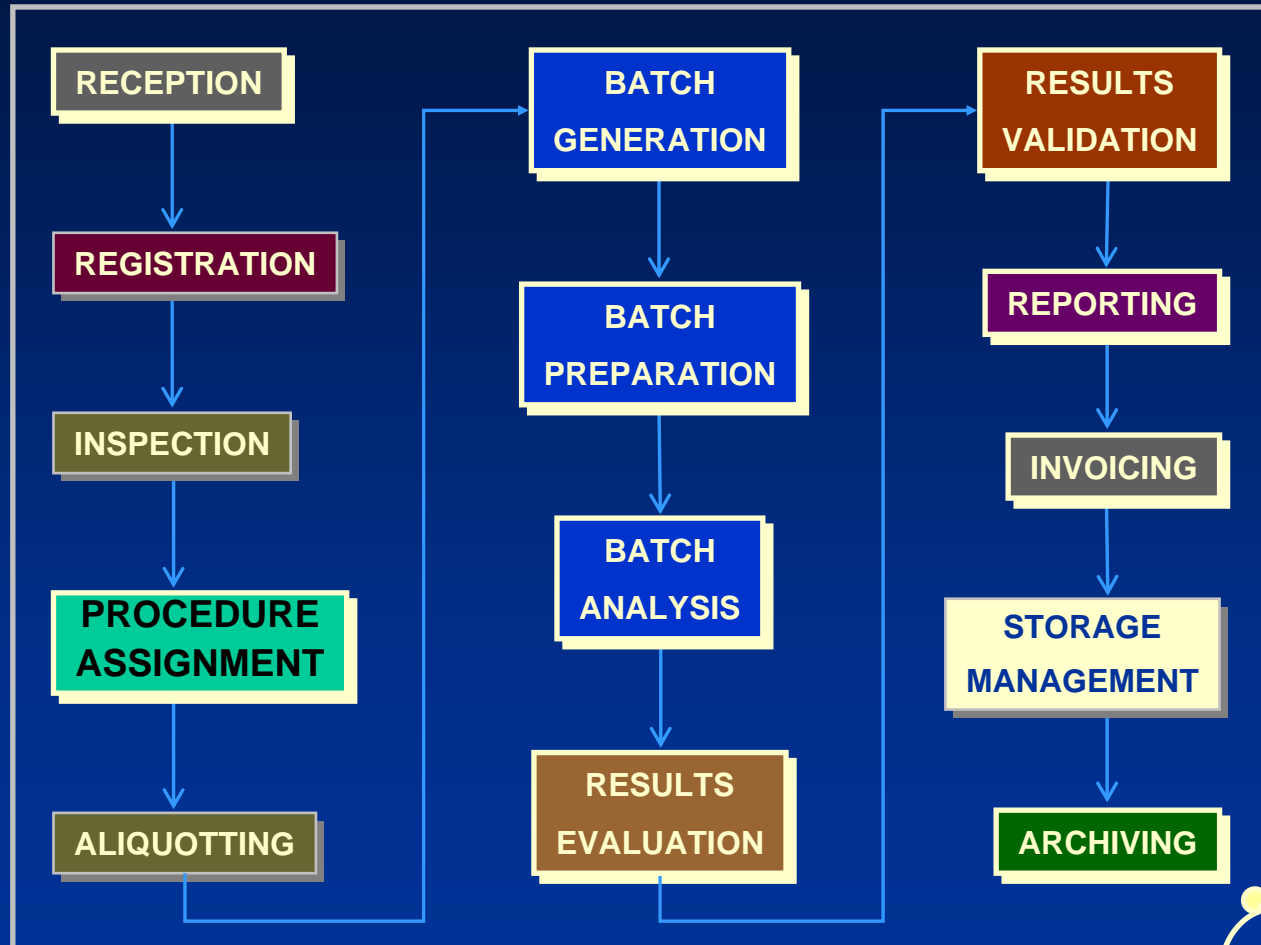 RECEPTION
REGISTRATION
INSPECTION
PROCEDURE
ASSIGNMENT
ALIQUOTTING
BATCH
GENERATION
BATCH
PREPARATION
BATCH
ANALYSIS
RESULTS
EVALUATION
RESULTS
VALIDATION
REPORTING
INVOICING
STORAGE
MANAGEMENT
ARCHIVING